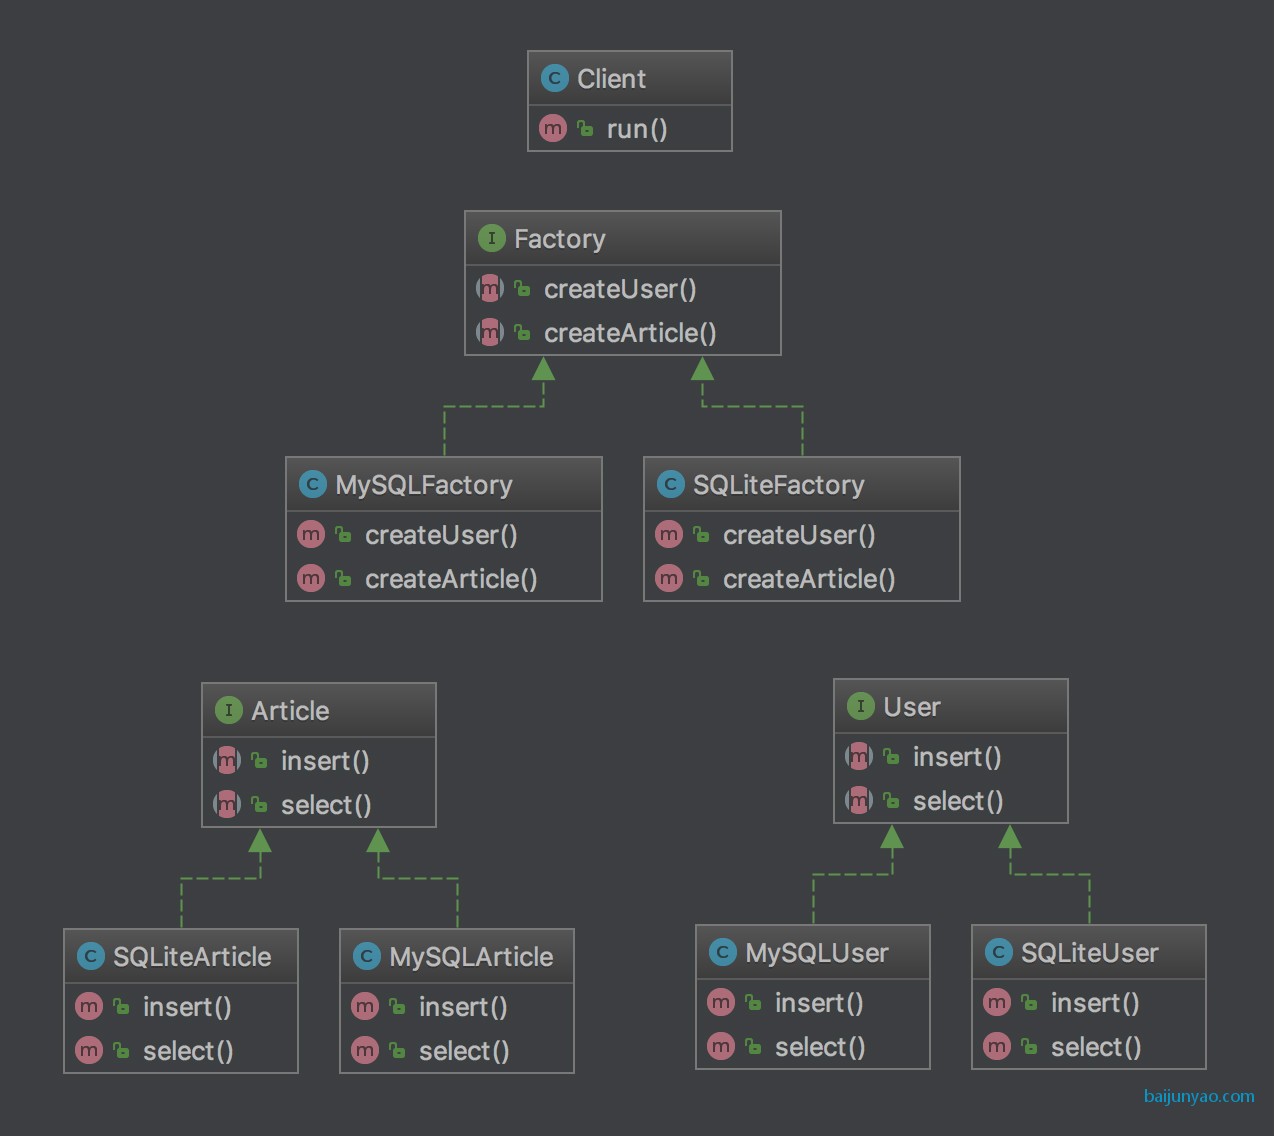 C Client
m run()
I Factory
m createUser()
m createArticle()
C MySQLFactory
m createUser()
m createArticle()
C SQLiteFactory
m createUser()
m createArticle()
I Article
m insert()
m select()
I User
m insert()
m select()
C SQLiteArticle
m insert()
m select()
C MySQLArticle
m insert()
m select()
C MySQLUser
m insert()
m select()
C SQLiteUser
m insert()
m select()
baijunyao.com